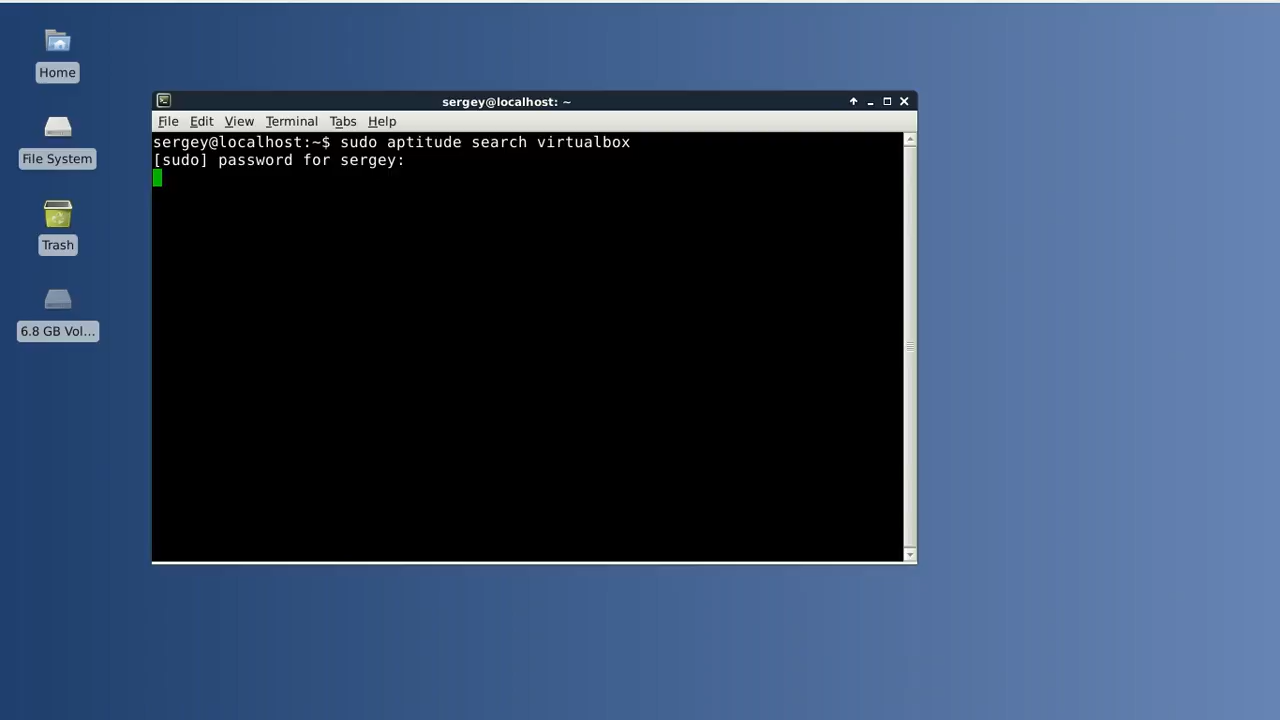 Home
File System
Trash
6.8 GB Vol...
sergey@localhost: ~
File Edit View Terminal Tabs Help
sergey@localhost:~$ sudo aptitude search virtualbox
[sudo] password for sergey: